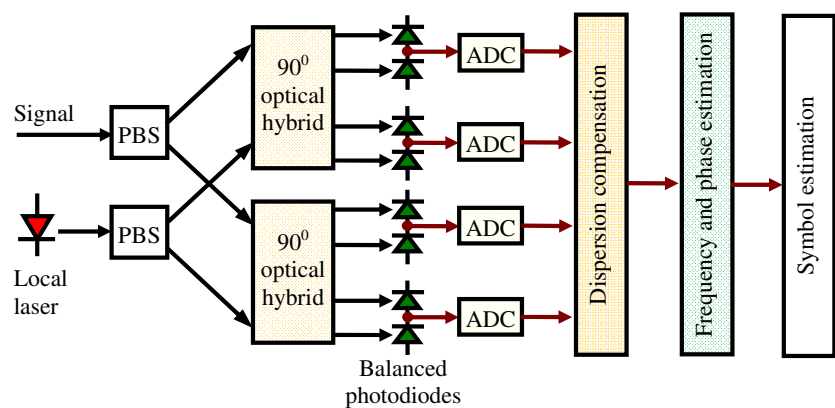 Signal
PBS
Local
laser
PBS
90⁰
optical
hybrid
90⁰
optical
hybrid
ADC
ADC
ADC
ADC
Balanced
photodiodes
Dispersion compensation
Frequency and phase estimation
Symbol estimation